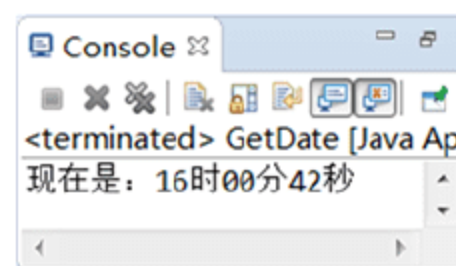 Console
<terminated> GetDate [Java Ap
现在是：16时00分42秒